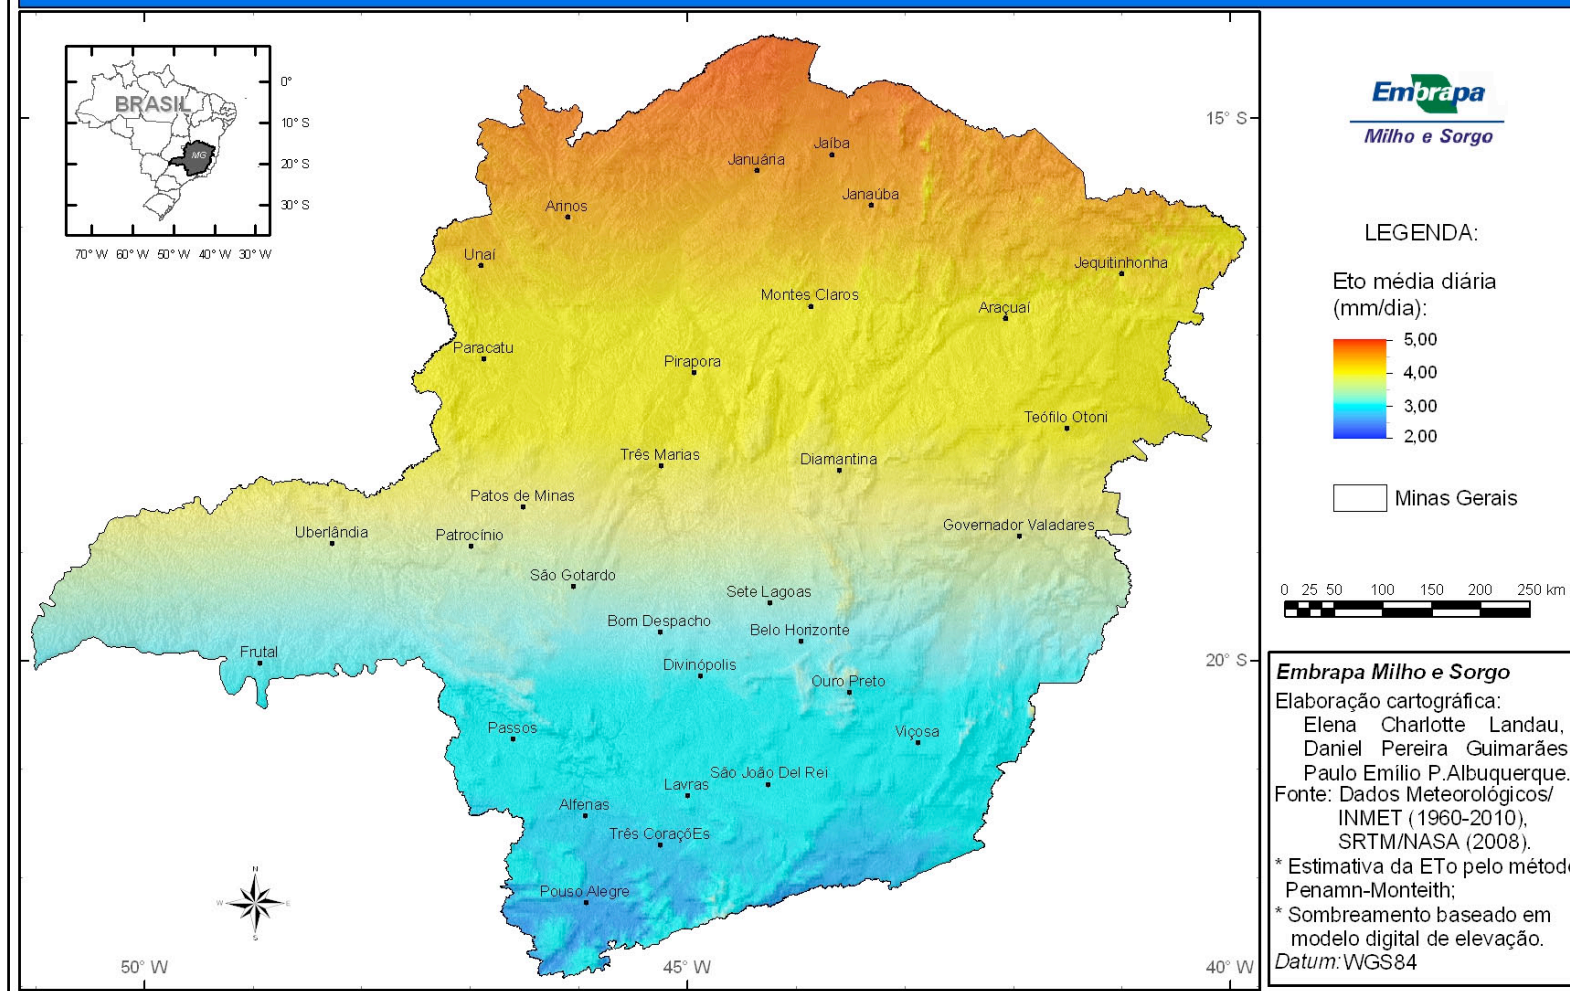 BRASIL
MG
0°
10° S
20° S
30° S
70° W 60° W 50° W 40° W 30° W
15° S
20° S
50° W
45° W
40° W
Jaíba
Januária
Janaúba
Arinos
Unaí
Jequitinhonha
Montes Claros
Araçuaí
Paracatu
Pirapora
Teófilo Otoni
Três Marias
Diamantina
Patos de Minas
Uberlândia
Patrocínio
Governador Valadares
São Gotardo
Sete Lagoas
Bom Despacho
Belo Horizonte
Frutal
Divinópolis
Ouro Preto
Passos
Viçosa
São João Del Rei
Lavras
Alfenas
Três CoraçõEs
Pouso Alegre
N
W
E
S
Embrapa
Milho e Sorgo
LEGENDA:
Eto média diária
(mm/dia):
5,00
4,00
3,00
2,00
Minas Gerais
0 25 50 100 150 200 250 km
Embrapa Milho e Sorgo
Elaboração cartográfica:
Elena Charlotte Landau,
Daniel Pereira Guimarães
Paulo Emílio P.Albuquerque.
Fonte: Dados Meteorológicos/
INMET (1960-2010),
SRTM/NASA (2008).
* Estimativa da ETo pelo método
Penamn-Monteith;
* Sombreamento baseado em
modelo digital de elevação.
Datum: WGS84